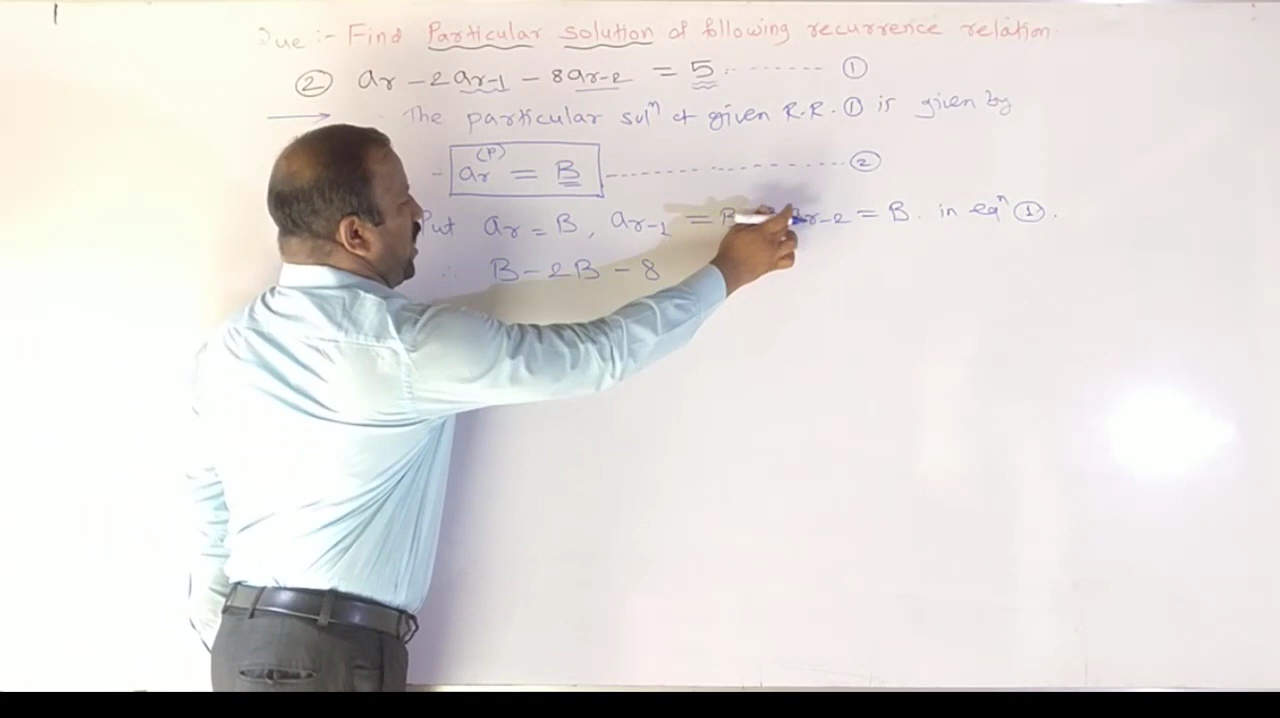 Que :- Find Particular solution of following recurrence relation
② ar - 2ar-1 - 8ar-2 = 5 ........ ①
The particular solⁿ of given R.R. ① is given by
ar(P) = B ............ ②
Put ar = B, ar-1 = B ar-2 = B. in eqⁿ ①.
∴ B - 2B - 8